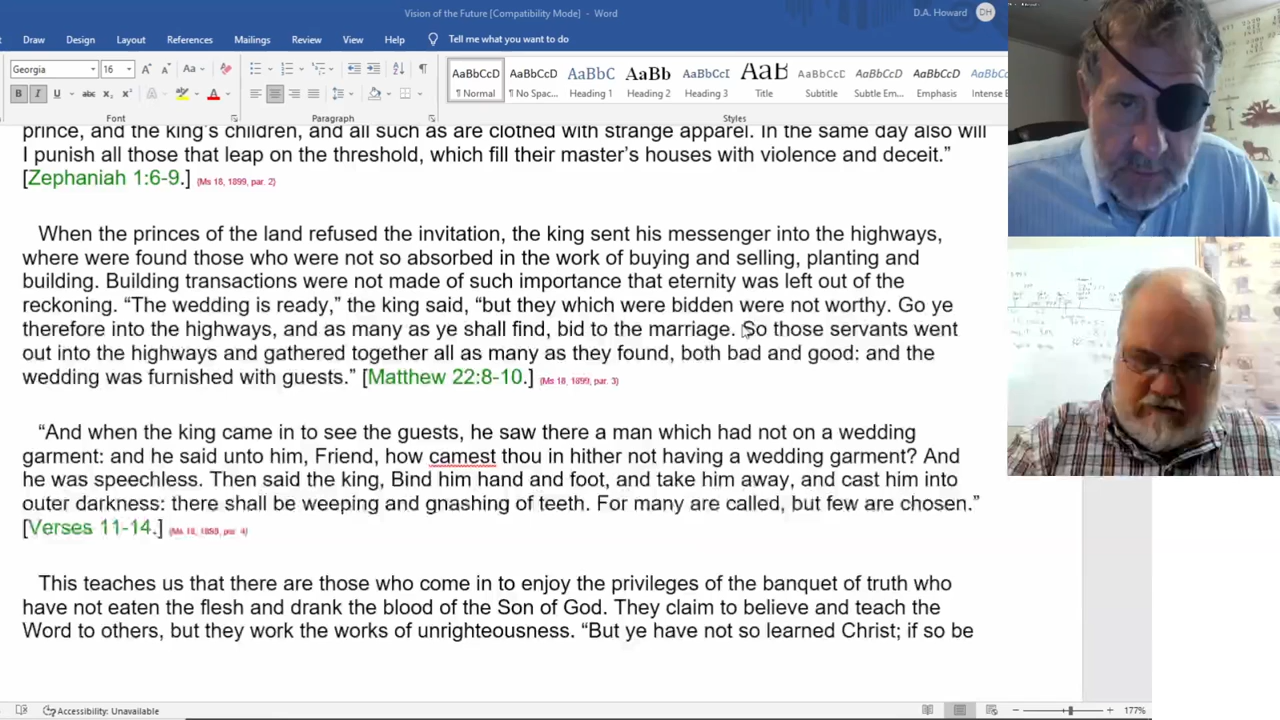 Vision of the Future [Compatibility Mode] - Word
D.A. Howard
DH
Draw Design Layout References Mailings Review View Help Tell me what you want to do
Georgia 16
AaBbCcD AaBbCcD AaBbC AaBb AaBbCcI AaB AaBbCcD AaBbCcD AaBbCcD AaBbC
¶ Normal ¶ No Spac... Heading 1 Heading 2 Heading 3 Title Subtitle Subtle Em... Emphasis Intense E
Font Paragraph Styles
prince, and the king’s children, and all such as are clothed with strange apparel. In the same day also will
I punish all those that leap on the threshold, which fill their master’s houses with violence and deceit.”
[Zephaniah 1:6-9.] (Ms 18, 1899, par. 2)
When the princes of the land refused the invitation, the king sent his messenger into the highways,
where were found those who were not so absorbed in the work of buying and selling, planting and
building. Building transactions were not made of such importance that eternity was left out of the
reckoning. “The wedding is ready,” the king said, “but they which were bidden were not worthy. Go ye
therefore into the highways, and as many as ye shall find, bid to the marriage. So those servants went
out into the highways and gathered together all as many as they found, both bad and good: and the
wedding was furnished with guests.” [Matthew 22:8-10.] (Ms 18, 1899, par. 3)
“And when the king came in to see the guests, he saw there a man which had not on a wedding
garment: and he said unto him, Friend, how camest thou in hither not having a wedding garment? And
he was speechless. Then said the king, Bind him hand and foot, and take him away, and cast him into
outer darkness: there shall be weeping and gnashing of teeth. For many are called, but few are chosen.”
[Verses 11-14.] (Ms 18, 1899, par. 4)
This teaches us that there are those who come in to enjoy the privileges of the banquet of truth who
have not eaten the flesh and drank the blood of the Son of God. They claim to believe and teach the
Word to others, but they work the works of unrighteousness. “But ye have not so learned Christ; if so be
Accessibility: Unavailable
177%